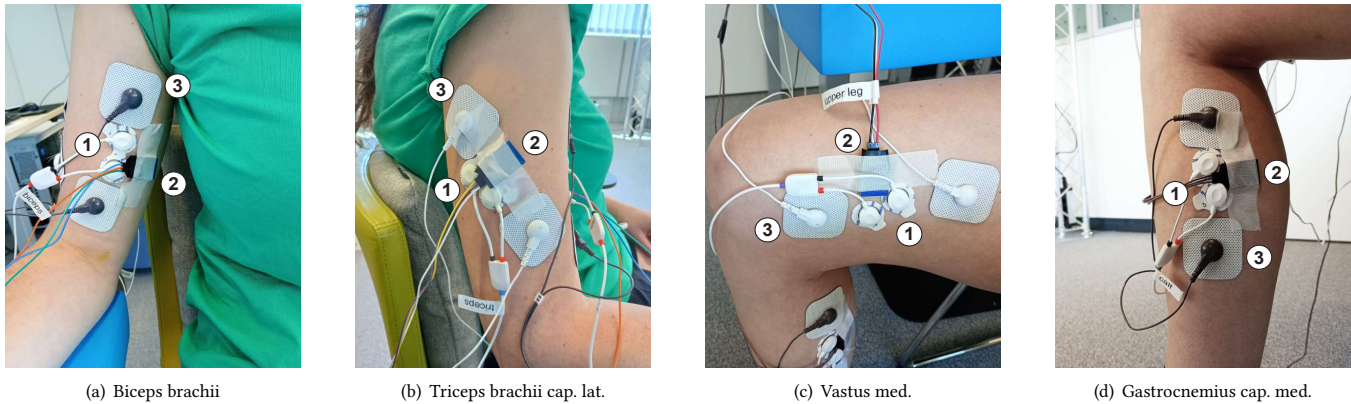 3
1
2
biceps
(a) Biceps brachii
3
2
1
triceps
(b) Triceps brachii cap. lat.
upper leg
2
3
1
(c) Vastus med.
2
1
3
calf
(d) Gastrocnemius cap. med.